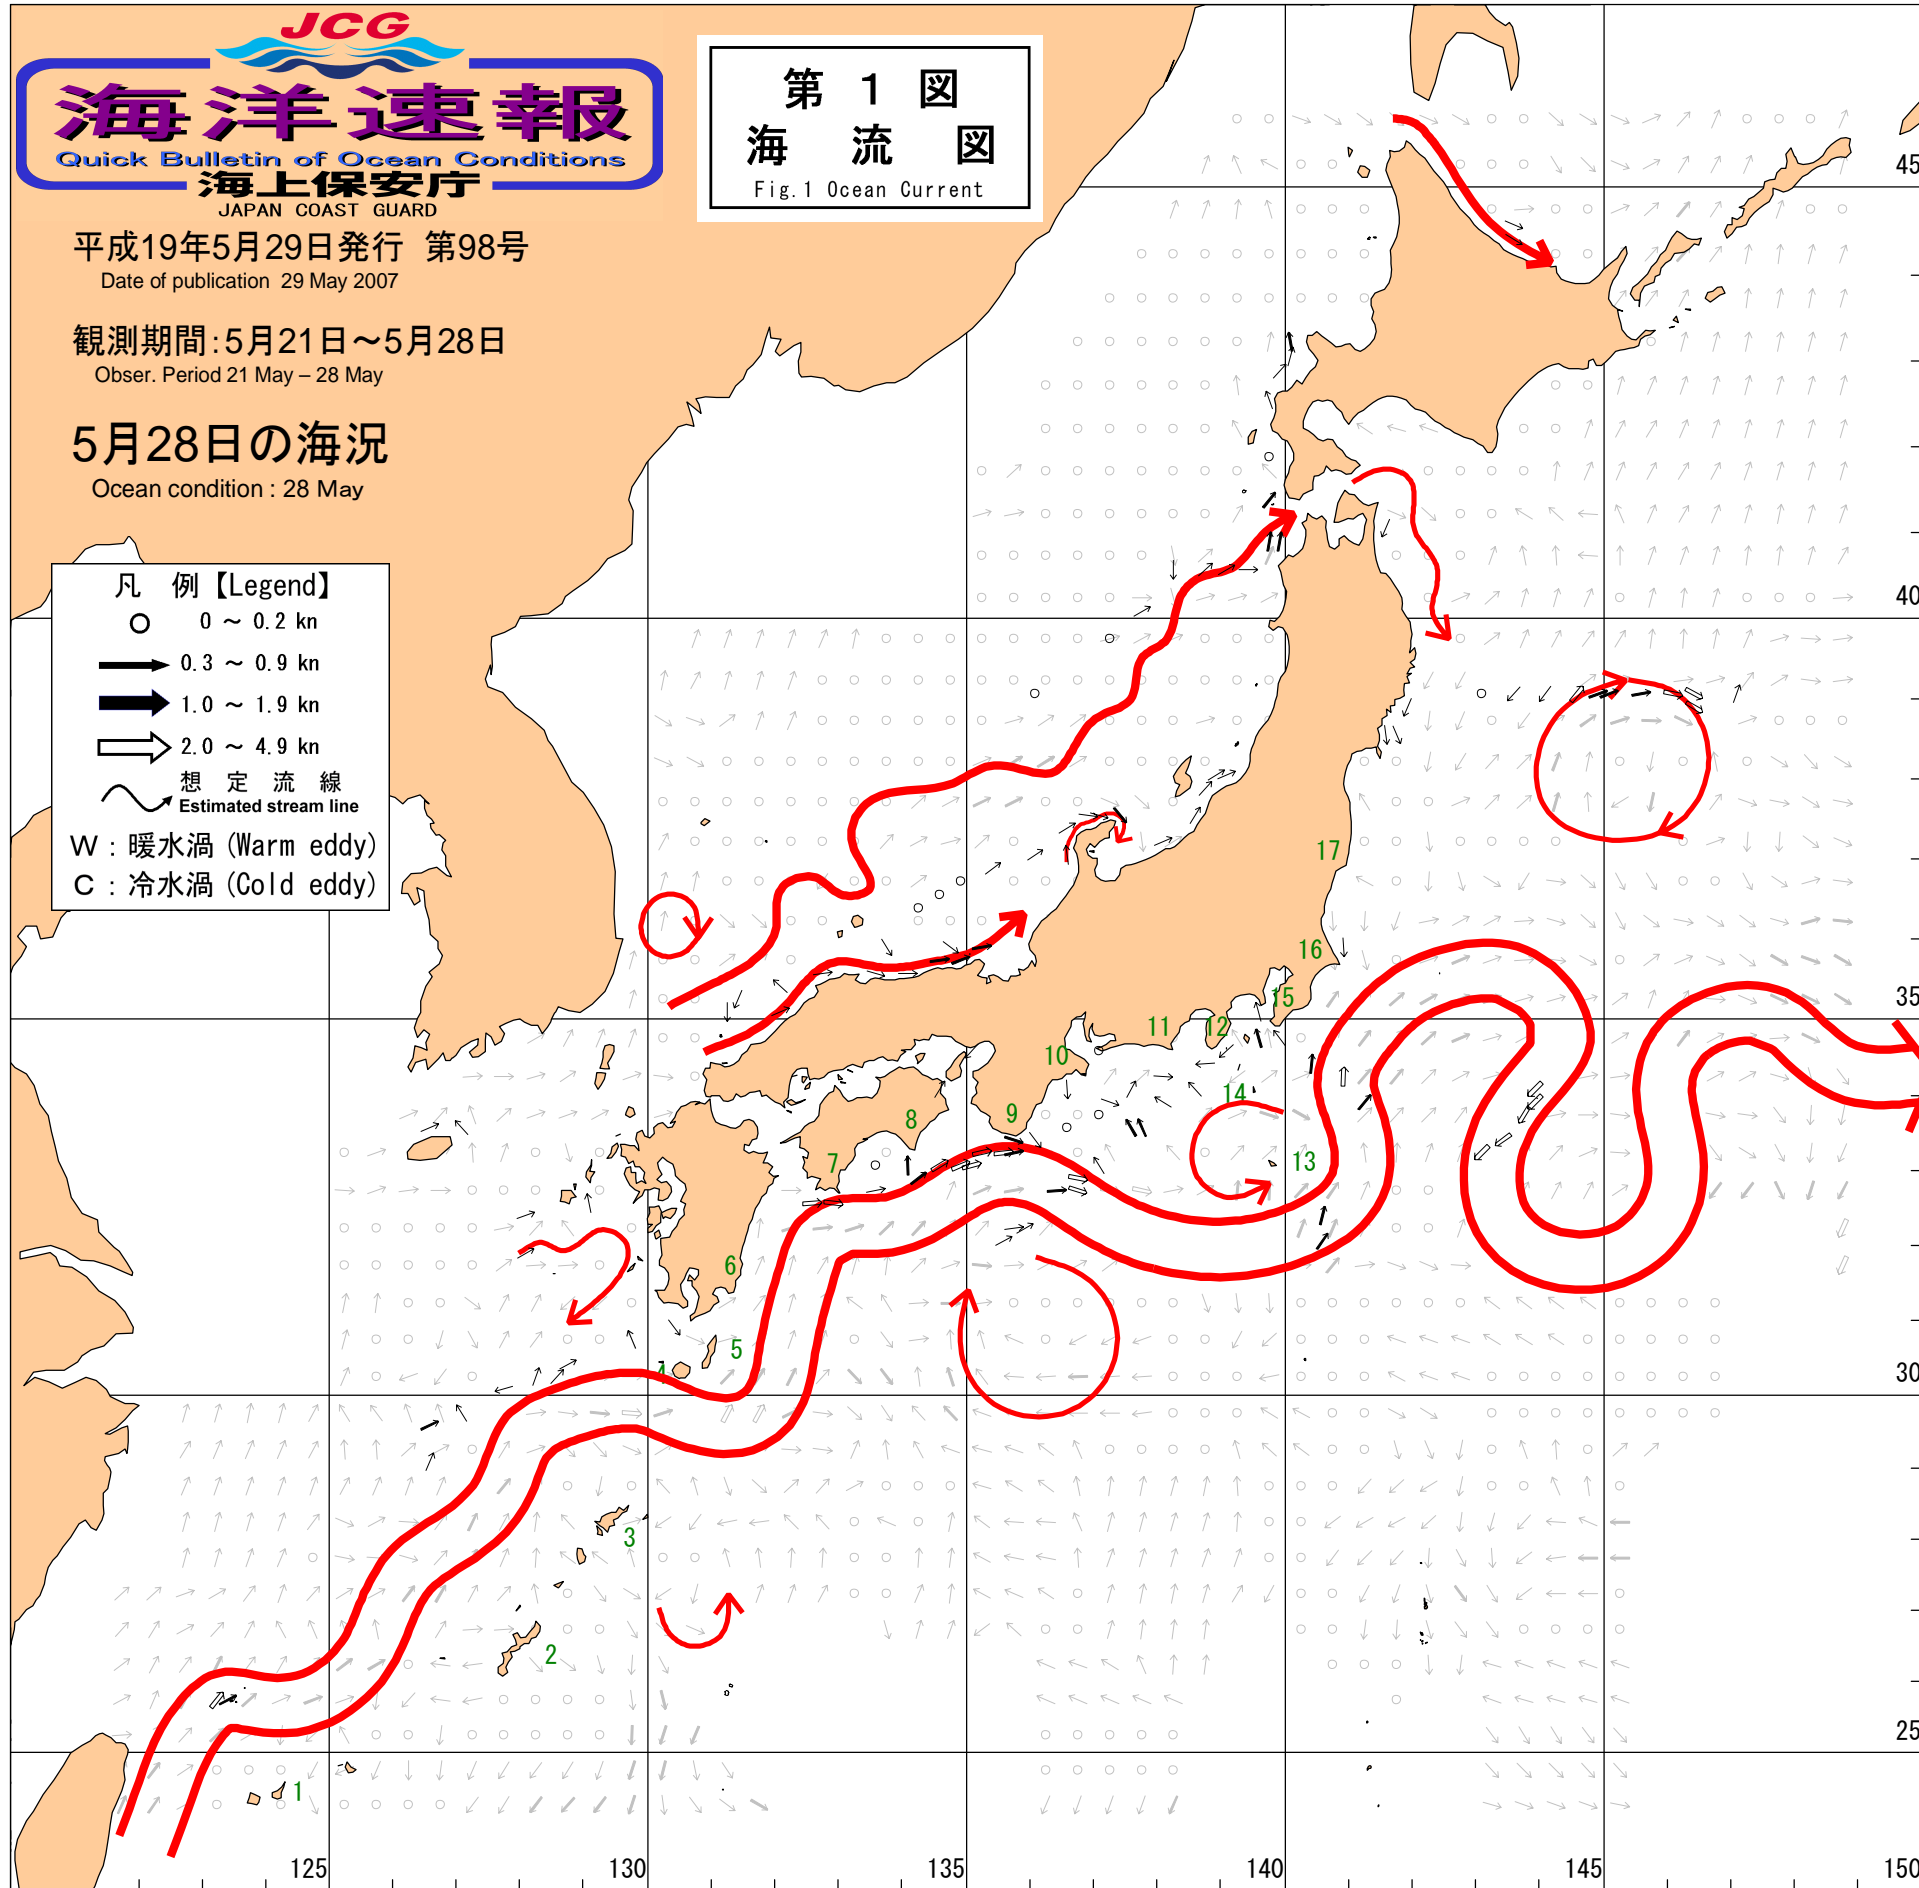 JCG
海洋速報
Quick Bulletin of Ocean Conditions
海上保安庁
JAPAN COAST GUARD
平成19年5月29日発行 第98号
Date of publication 29 May 2007
観測期間:5月21日～5月28日
Obser. Period 21 May – 28 May
5月28日の海況
Ocean condition : 28 May
第 1 図
海 流 図
Fig.1 Ocean Current
凡 例【Legend】
0 ～ 0.2 kn
0.3 ～ 0.9 kn
1.0 ～ 1.9 kn
2.0 ～ 4.9 kn
想 定 流 線
Estimated stream line
W : 暖水渦 (Warm eddy)
C : 冷水渦 (Cold eddy)
45
40
17
16
15
35
14
13
12
11
10
9
8
7
6
5
4
30
3
2
25
1
125
130
135
140
145
150